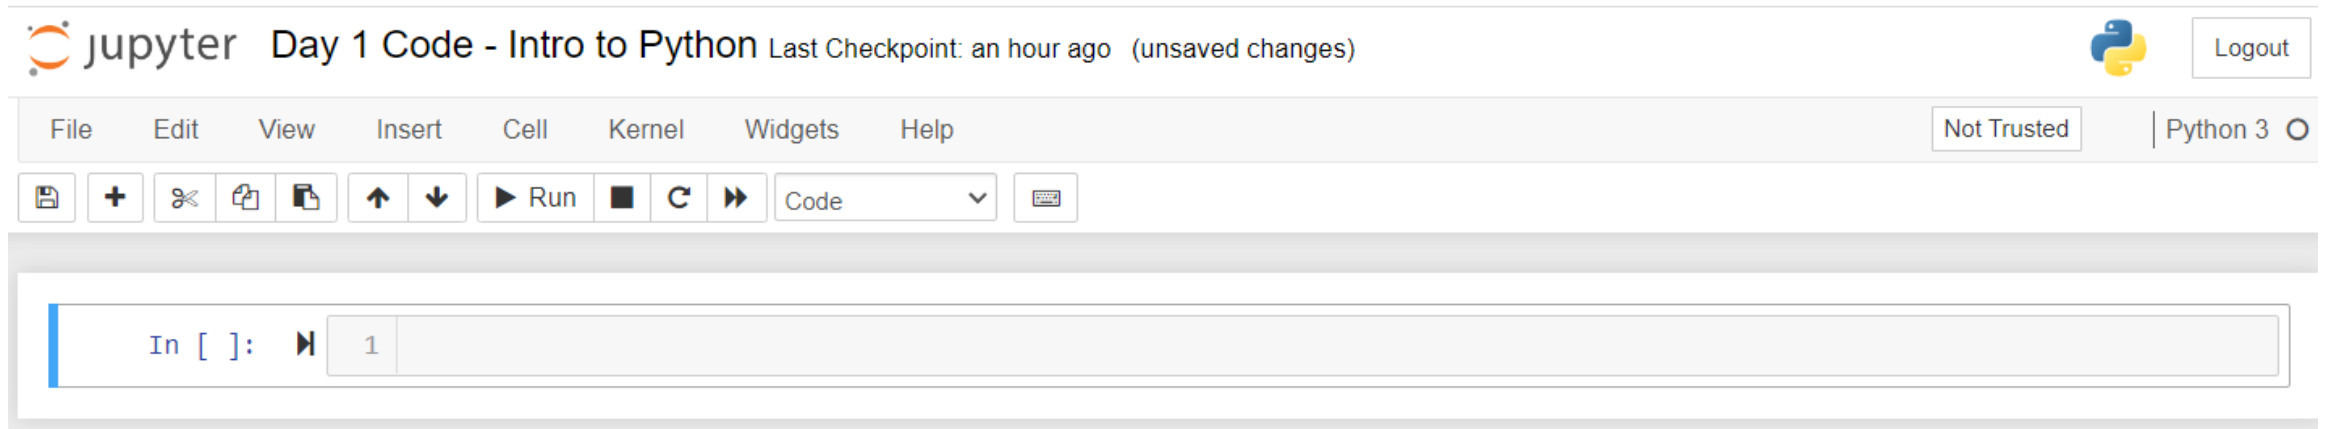 jupyter Day 1 Code - Intro to Python Last Checkpoint: an hour ago (unsaved changes) Logout
File Edit View Insert Cell Kernel Widgets Help Not Trusted Python 3
Run Code
In [ ]: 1